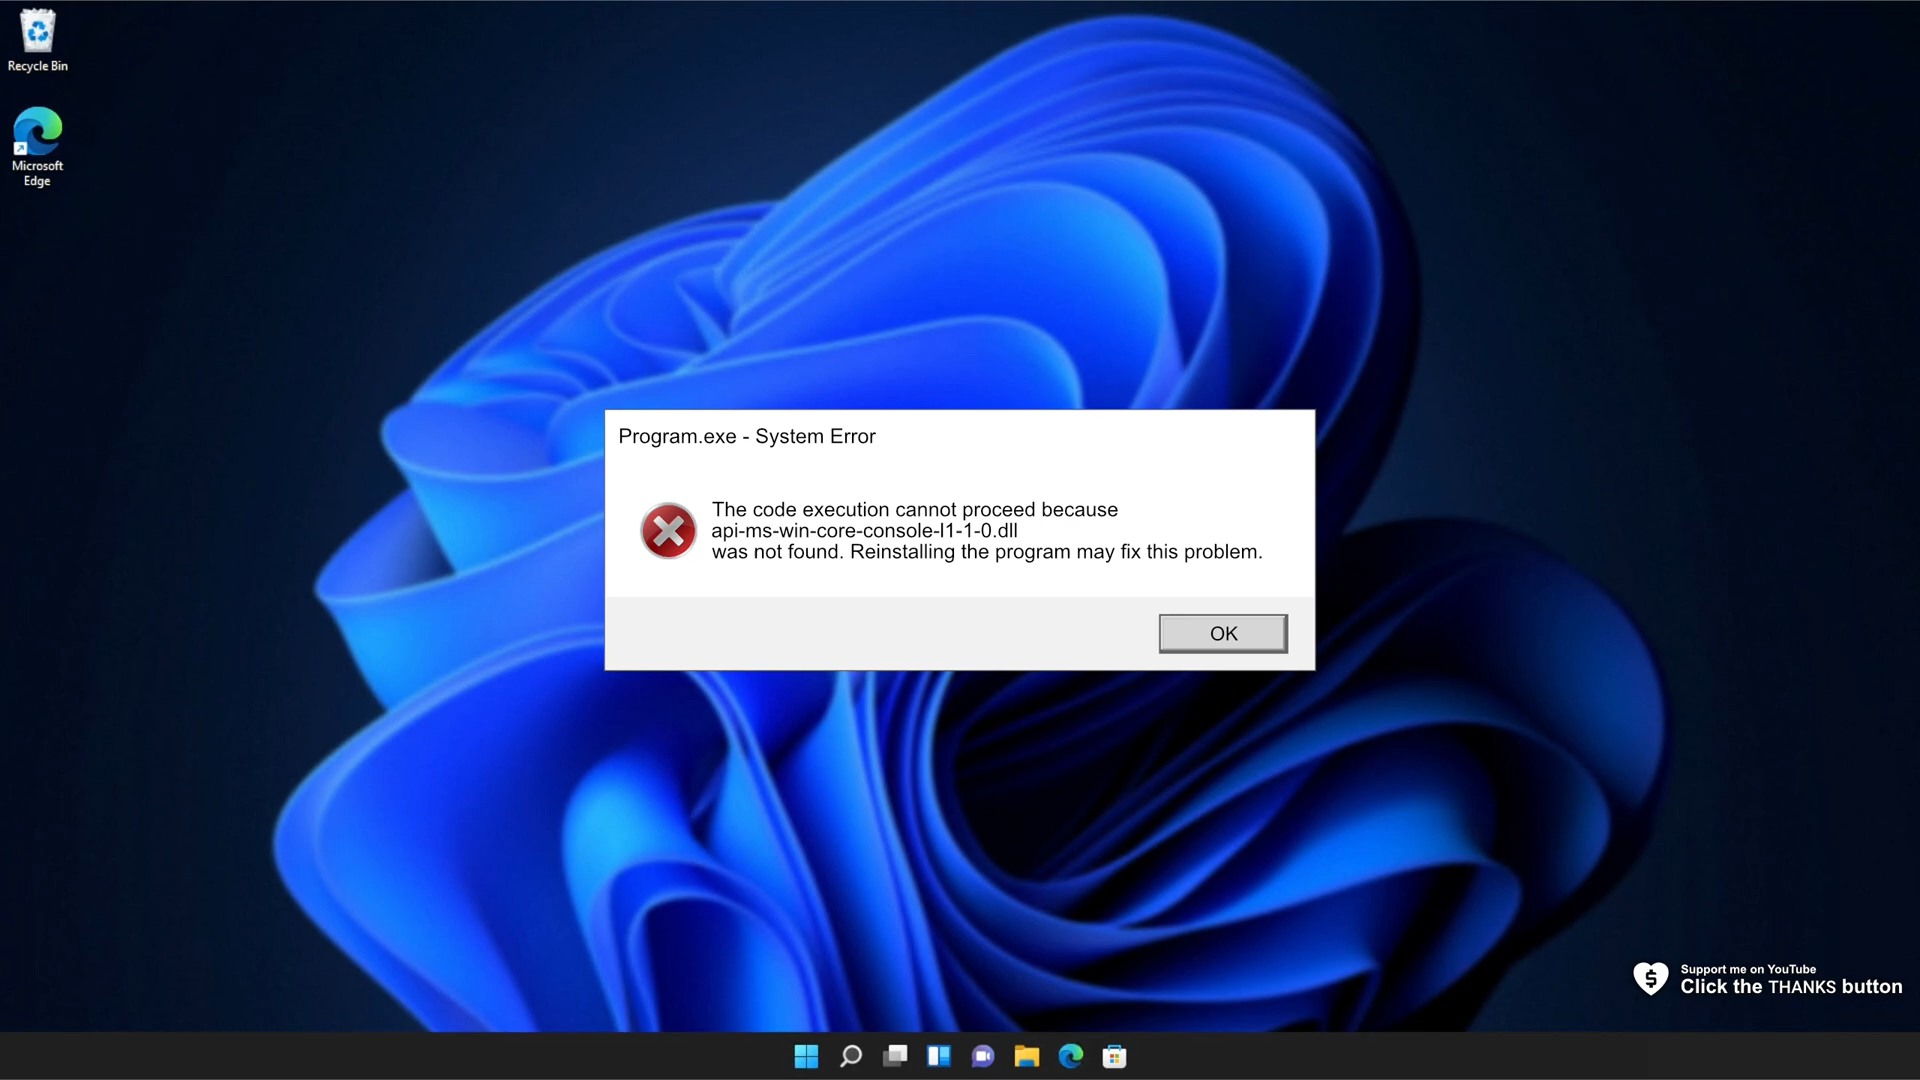 Recycle Bin
Microsoft
Edge
Program.exe - System Error
The code execution cannot proceed because
api-ms-win-core-console-l1-1-0.dll
was not found. Reinstalling the program may fix this problem.
OK
Support me on YouTube
Click the THANKS button